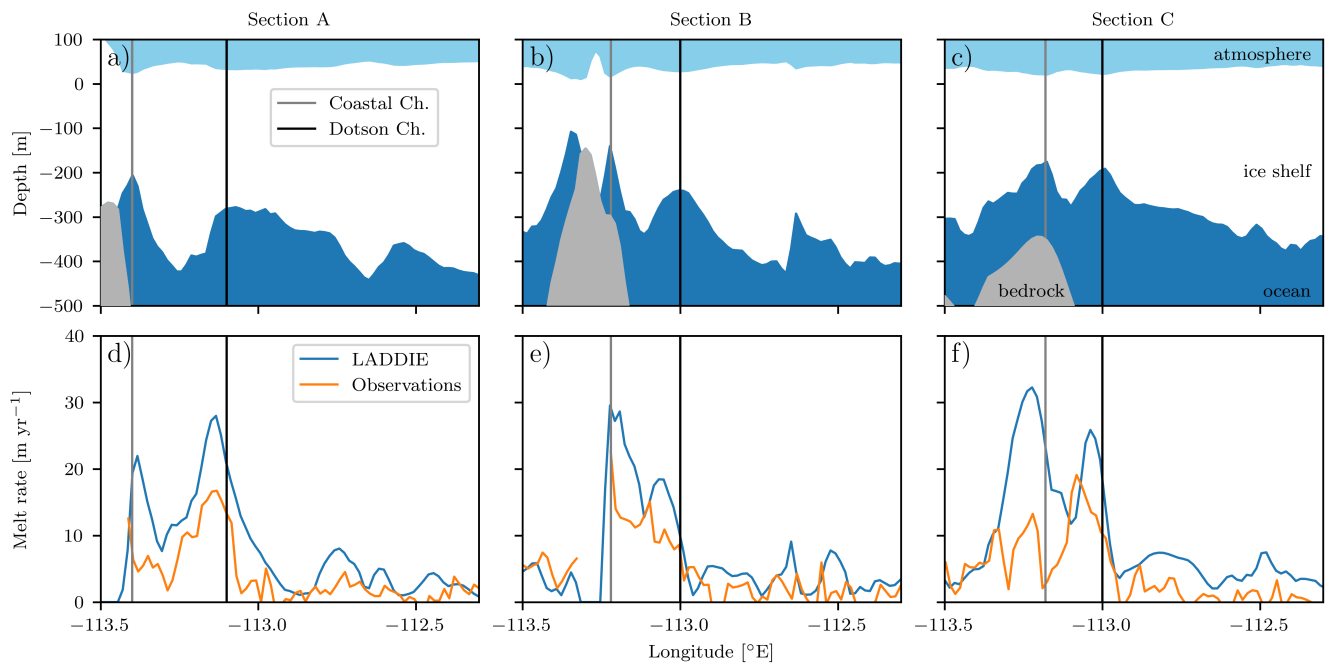 Section A
Section B
Section C
100
0
−100
−200
−300
−400
−500
Depth [m]
a)
Coastal Ch.
Dotson Ch.
b)
c)
atmosphere
ice shelf
bedrock
ocean
40
30
20
10
0
Melt rate [m yr⁻¹]
d)
LADDIE
Observations
e)
f)
−113.5
−113.0
−112.5
−113.5
−113.0
−112.5
−113.5
−113.0
−112.5
Longitude [°E]